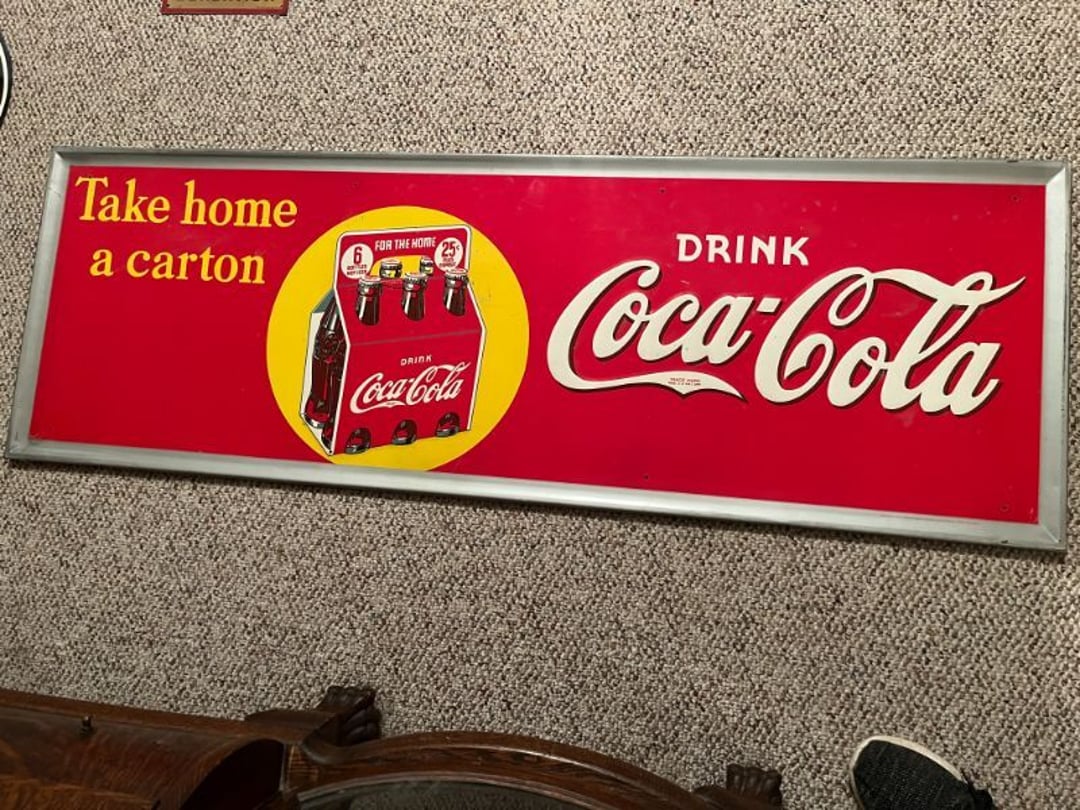 Take home
a carton
6
FOR THE HOME
25¢
DRINK
Coca-Cola
DRINK
Coca-Cola